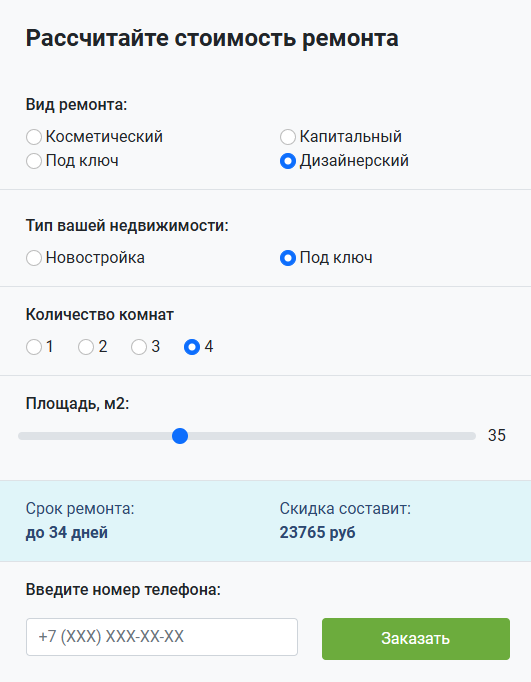 Рассчитайте стоимость ремонта
Вид ремонта:
Косметический Капитальный
Под ключ Дизайнерский
Тип вашей недвижимости:
Новостройка Под ключ
Количество комнат
1 2 3 4
Площадь, м2:
35
Срок ремонта: Скидка составит:
до 34 дней 23765 руб
Введите номер телефона:
+7 (XXX) XXX-XX-XX Заказать